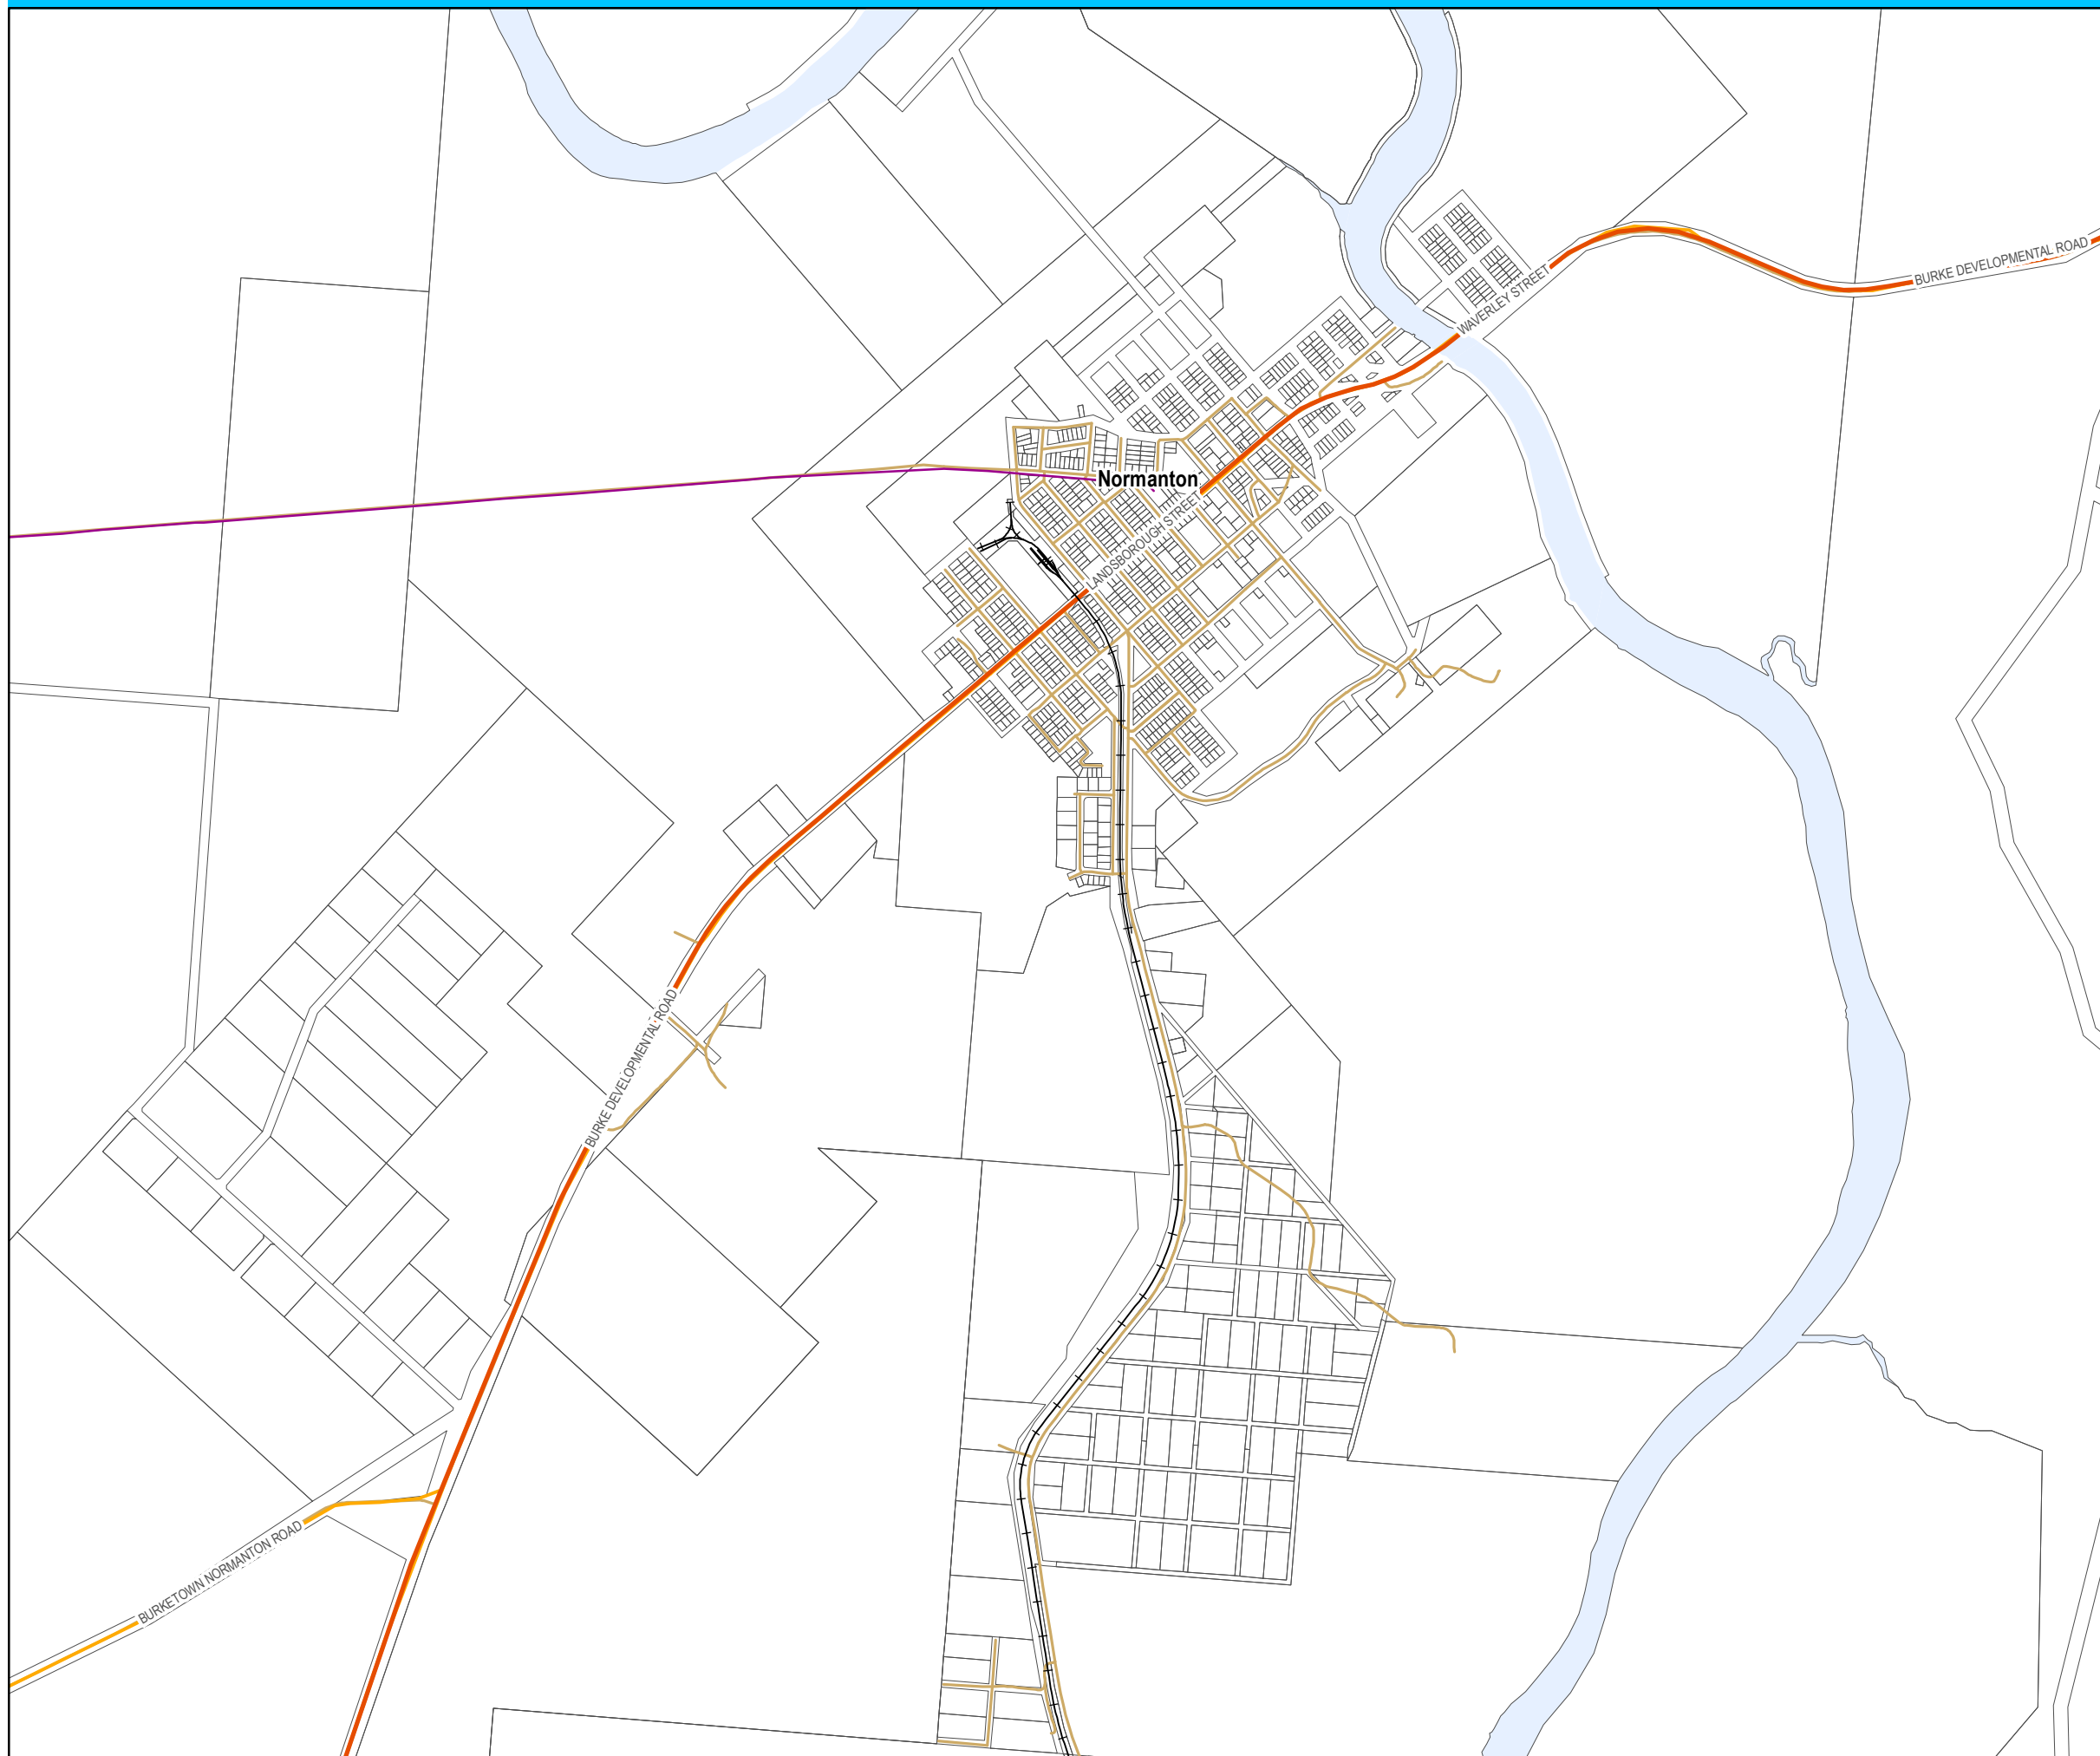 BURKE DEVELOPMENTAL ROAD
WAVERLEY STREET
Normanton
LANDSBOROUGH STREET
BURKE DEVELOPMENTAL ROAD
BURKETOWN NORMANTON ROAD